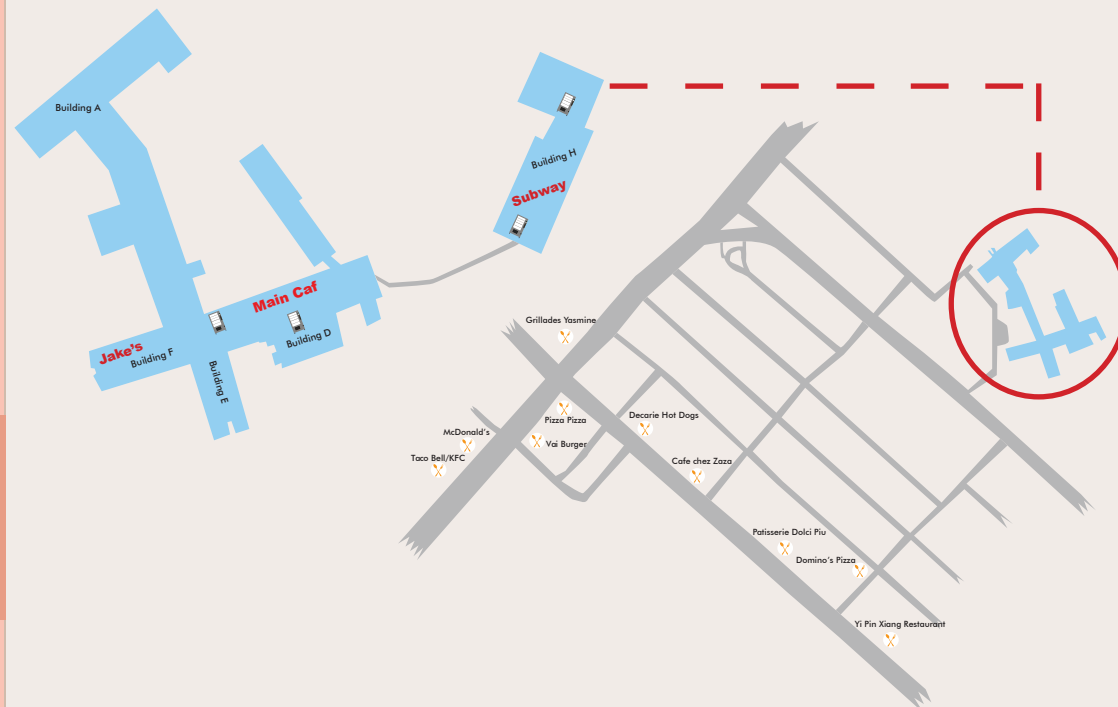 Building A
Building H
Subway
Main Caf
Building D
Jake's
Building F
Building E
Grillades Yasmine
Pizza Pizza
Decarie Hot Dogs
McDonald's
Vai Burger
Taco Bell/KFC
Cafe chez Zaza
Patisserie Dolci Piu
Domino's Pizza
Yi Pin Xiang Restaurant